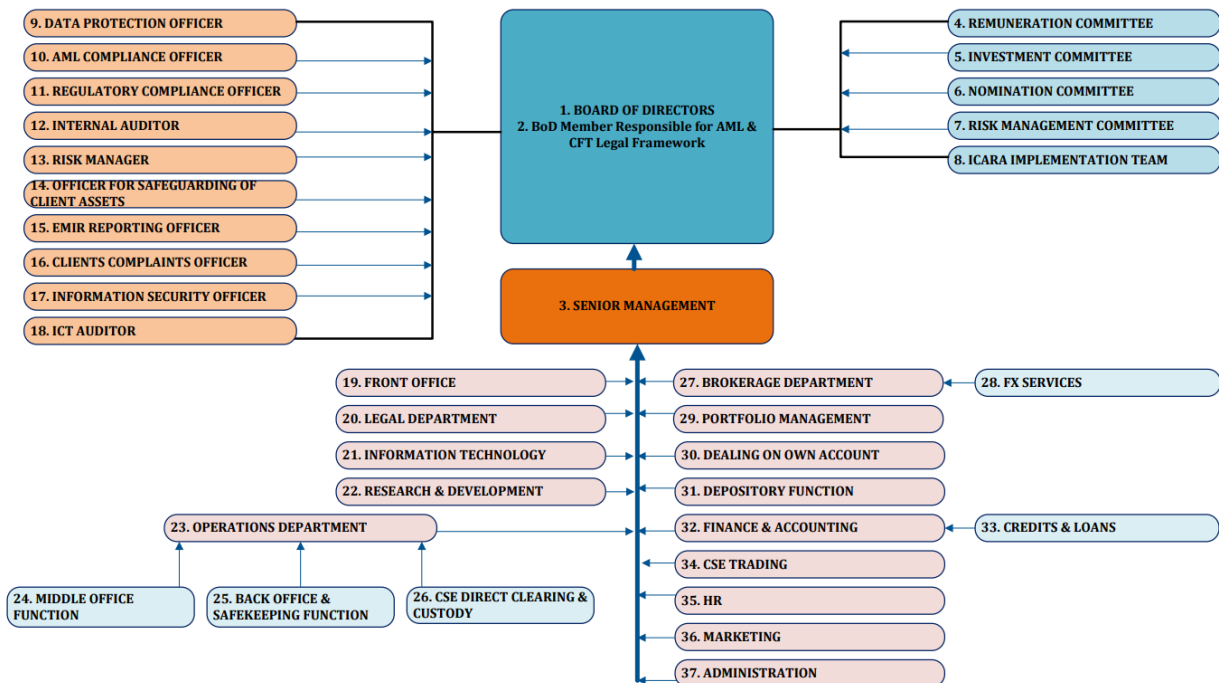 9. DATA PROTECTION OFFICER
10. AML COMPLIANCE OFFICER
11. REGULATORY COMPLIANCE OFFICER
12. INTERNAL AUDITOR
13. RISK MANAGER
14. OFFICER FOR SAFEGUARDING OF
CLIENT ASSETS
15. EMIR REPORTING OFFICER
16. CLIENTS COMPLAINTS OFFICER
17. INFORMATION SECURITY OFFICER
18. ICT AUDITOR
1. BOARD OF DIRECTORS
2. BoD Member Responsible for AML &
CFT Legal Framework
4. REMUNERATION COMMITTEE
5. INVESTMENT COMMITTEE
6. NOMINATION COMMITTEE
7. RISK MANAGEMENT COMMITTEE
8. ICARA IMPLEMENTATION TEAM
3. SENIOR MANAGEMENT
19. FRONT OFFICE
20. LEGAL DEPARTMENT
21. INFORMATION TECHNOLOGY
22. RESEARCH & DEVELOPMENT
23. OPERATIONS DEPARTMENT
24. MIDDLE OFFICE
FUNCTION
25. BACK OFFICE &
SAFEKEEPING FUNCTION
26. CSE DIRECT CLEARING &
CUSTODY
27. BROKERAGE DEPARTMENT
28. FX SERVICES
29. PORTFOLIO MANAGEMENT
30. DEALING ON OWN ACCOUNT
31. DEPOSITORY FUNCTION
32. FINANCE & ACCOUNTING
33. CREDITS & LOANS
34. CSE TRADING
35. HR
36. MARKETING
37. ADMINISTRATION